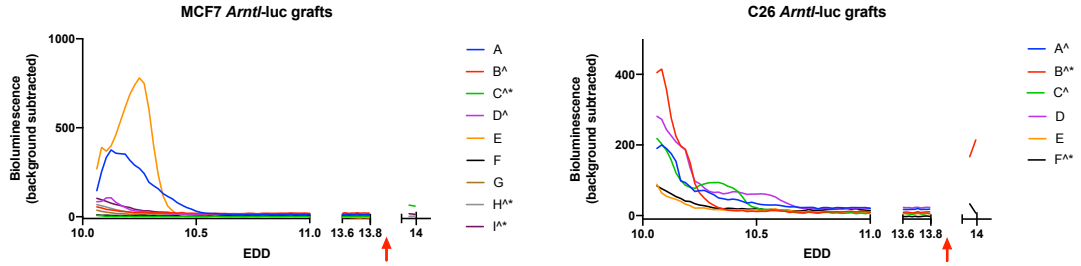 MCF7 Arntl-luc grafts
Bioluminescence
(background subtracted)
1000
500
0
10.0
10.5
11.0
13.6 13.8
14
EDD
A
B^
C^*
D^
E
F
G
H^*
I^*
C26 Arntl-luc grafts
Bioluminescence
(background subtracted)
400
200
0
10.0
10.5
11.0
13.6 13.8
14
EDD
A^
B^*
C^
D
E
F^*